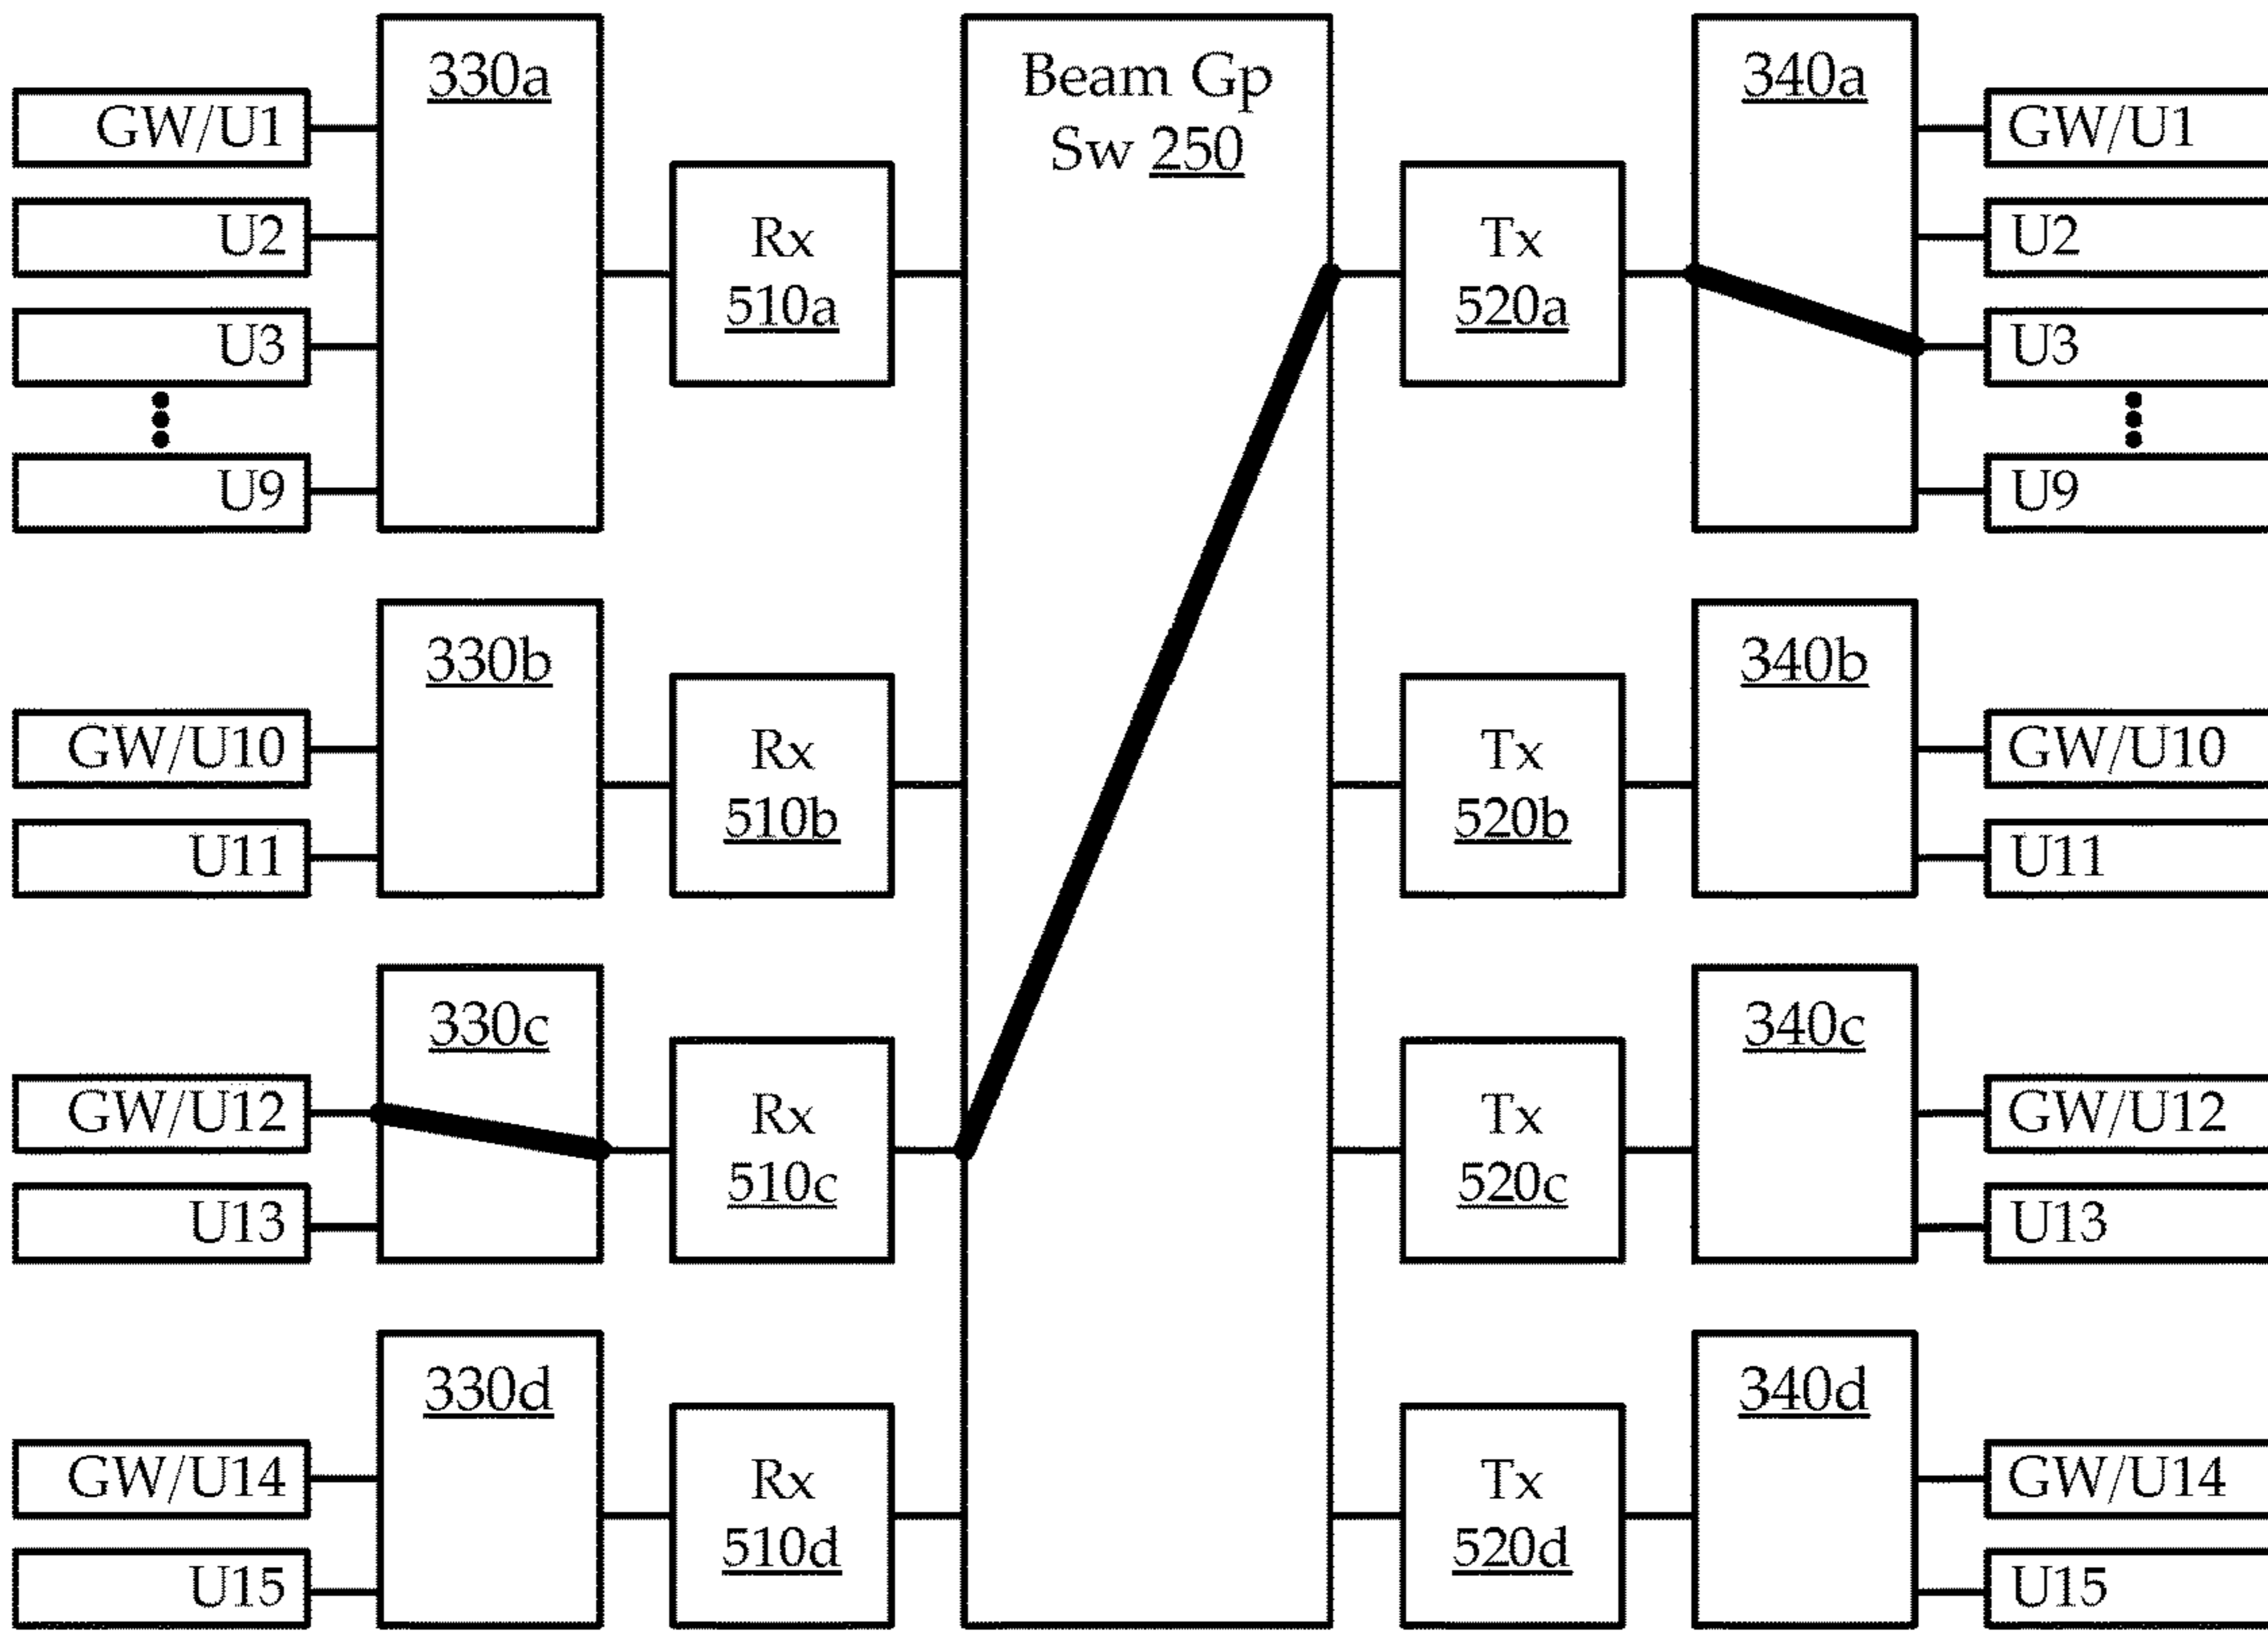 330a
Beam Gp
Sw 250
340a
GW/U1
GW/U1
U2
Rx
510a
Tx
520a
U2
U3
U3
U9
U9
330b
340b
GW/U10
Rx
510b
Tx
520b
GW/U10
U11
U11
330c
340c
GW/U12
Rx
510c
Tx
520c
GW/U12
U13
U13
330d
340d
GW/U14
Rx
510d
Tx
520d
GW/U14
U15
U15